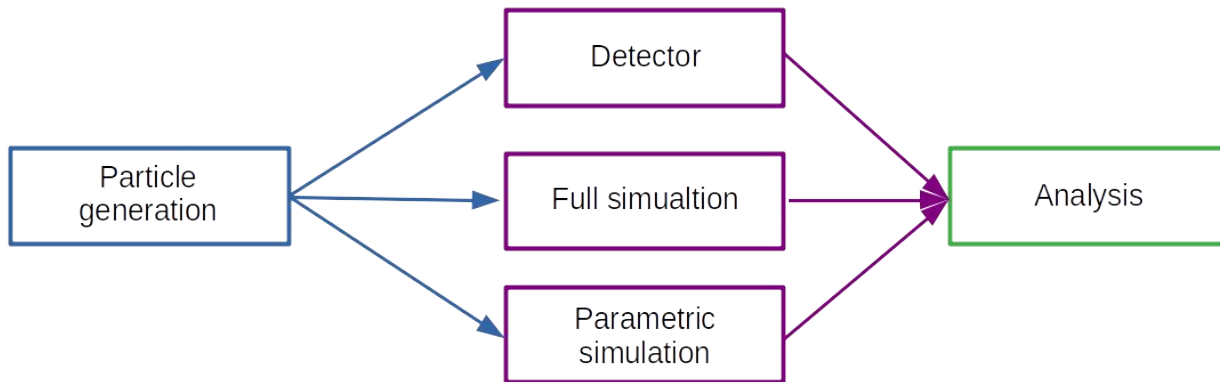 Detector
Particle
generation
Full simualtion
Analysis
Parametric
simulation